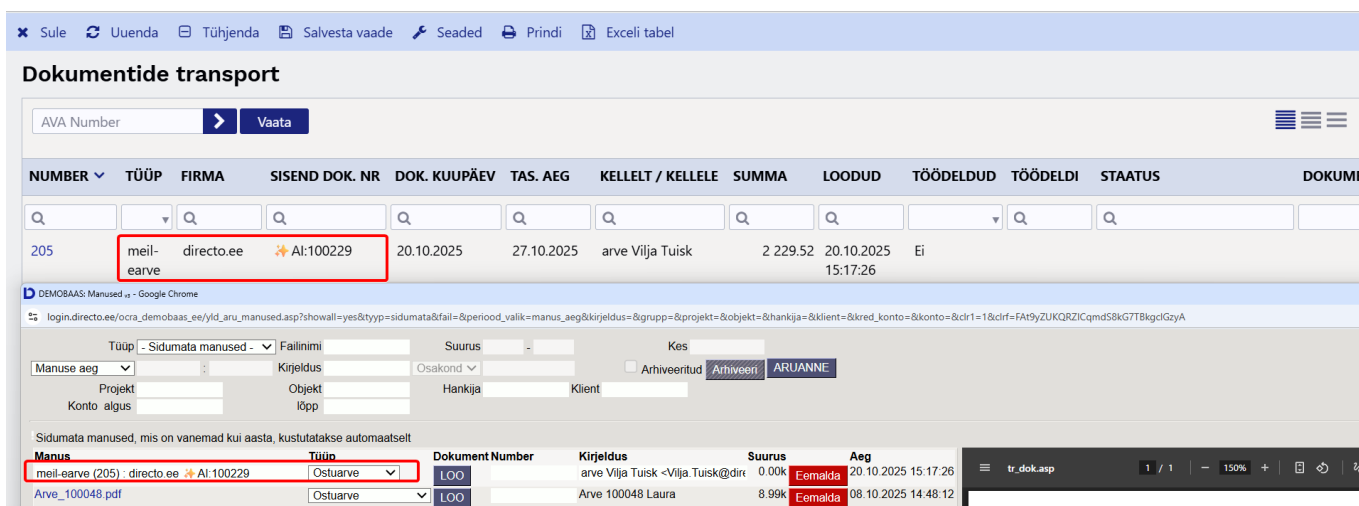 Sule Uuenda Tühjenda Salvesta vaade Seaded Prindi Exceli tabel
Dokumentide transport
AVA Number Vaata
NUMBER TÜÜP FIRMA SISEND DOK. NR DOK. KUUPÄEV TAS. AEG KELLELT / KELLELE SUMMA LOODUD TÖÖDELDUD TÖÖDELDI STAATUS DOKUM
205 meil- directo.ee AI:100229 20.10.2025 27.10.2025 arve Vilja Tuisk 2 229.52 20.10.2025 Ei
earve 15:17:26
DEMOBAAS: Manused v3 - Google Chrome
login.directo.ee/ocra_demobaas_ee/yld_aru_manused.asp?showall=yes&tyyp=sidumata&fail=&periood_valik=manus_aeg&kirjeldus=&grupp=&projekt=&objekt=&hankija=&klient=&kred_konto=&konto=&clr1=1&clrf=FAt9yZUKQRZICqmdS8kG7TBkgclGzyA
Tüüp - Sidumata manused - Failinimi Suurus - Kes
Manuse aeg : Kirjeldus Osakond Arhiveeritud Arhiveeri ARUANNE
Projekt Objekt Hankija Klient
Konto algus lõpp
Sidumata manused, mis on vanemad kui aasta, kustutatakse automaatselt
Manus Tüüp Dokument Number Kirjeldus Suurus Aeg
meil-earve (205) : directo.ee AI:100229 Ostuarve LOO arve Vilja Tuisk <Vilja.Tuisk@dire 0.00k Eemalda 20.10.2025 15:17:26
Arve_100048.pdf Ostuarve LOO Arve 100048 Laura 8.99k Eemalda 08.10.2025 14:48:12
tr_dok.asp 1 / 1 - 150% +